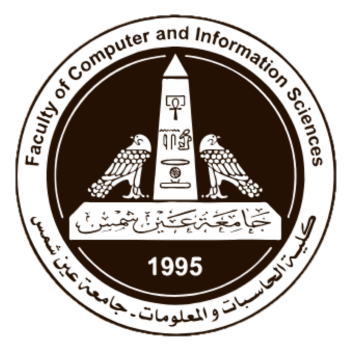 Faculty of Computer and Information Sciences
جامعة عين شمس
1995
كلية الحاسبات والمعلومات - جامعة عين شمس